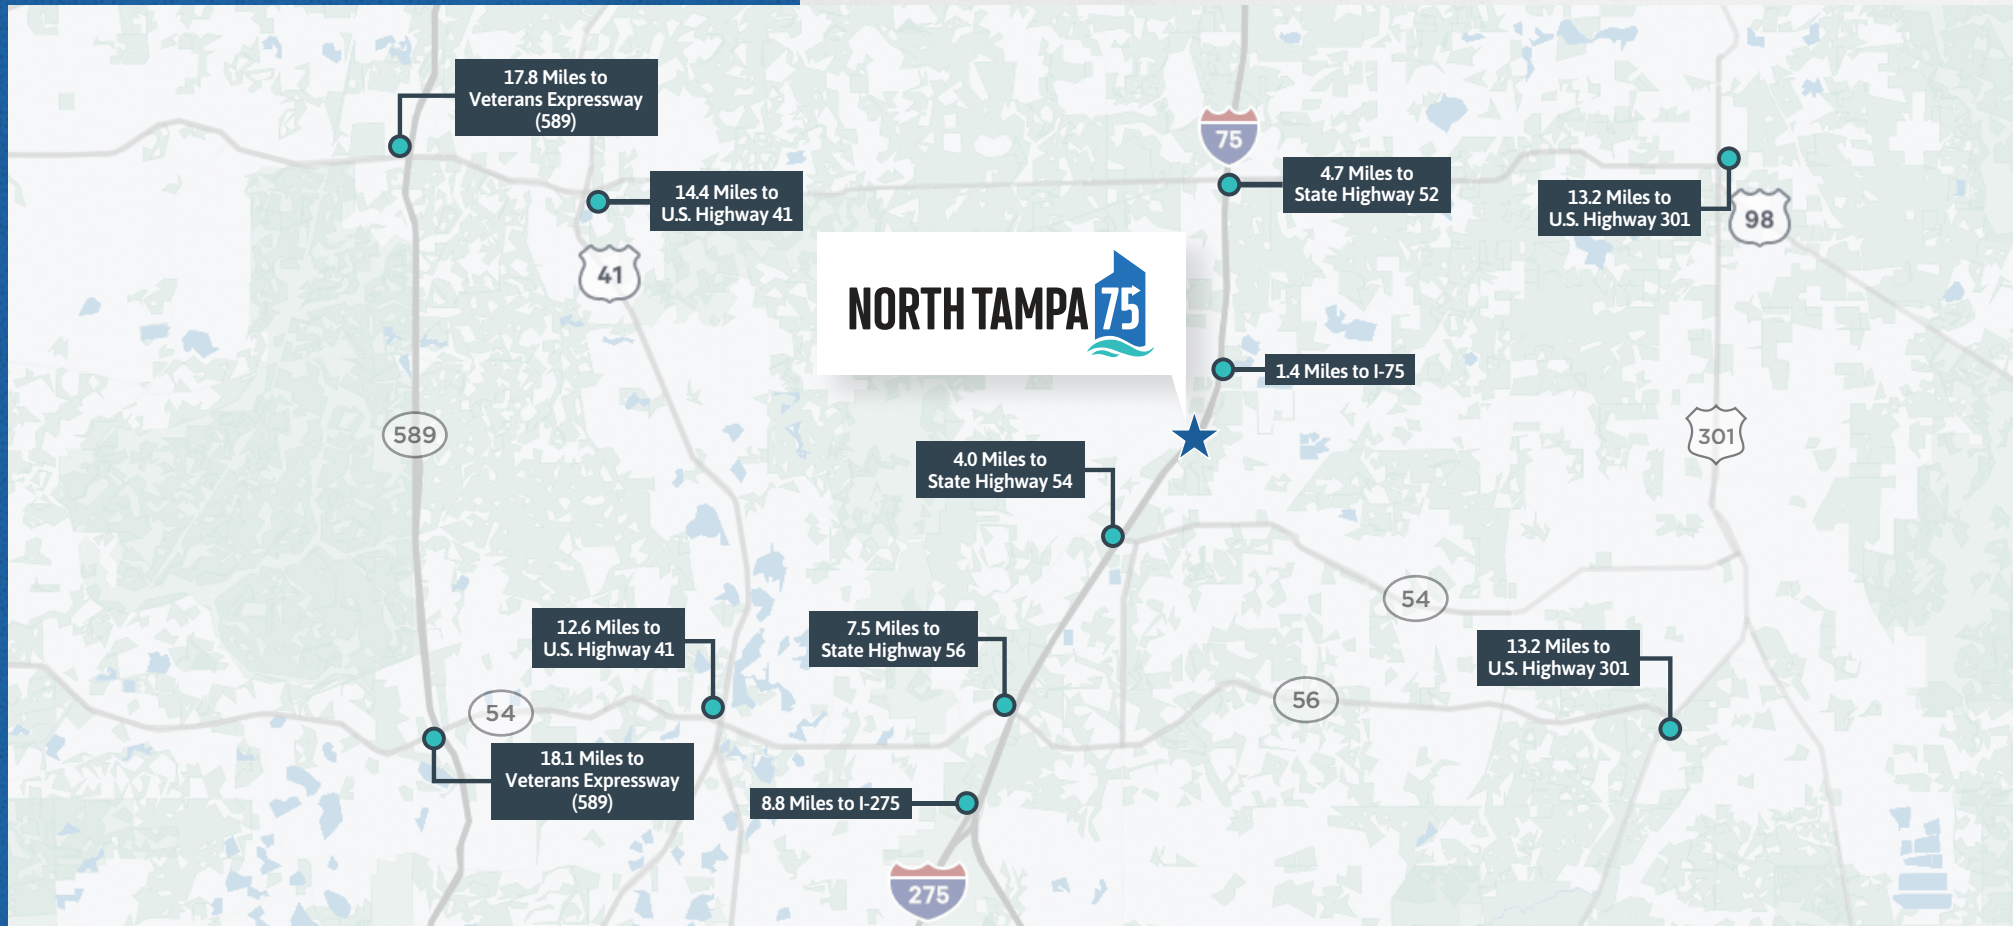 17.8 Miles to
Veterans Expressway
(589)
75
4.7 Miles to
State Highway 52
14.4 Miles to
U.S. Highway 41
13.2 Miles to
U.S. Highway 301
98
41
NORTH TAMPA 75
1.4 Miles to I-75
589
301
4.0 Miles to
State Highway 54
54
12.6 Miles to
U.S. Highway 41
7.5 Miles to
State Highway 56
13.2 Miles to
U.S. Highway 301
54
56
18.1 Miles to
Veterans Expressway
(589)
8.8 Miles to I-275
275